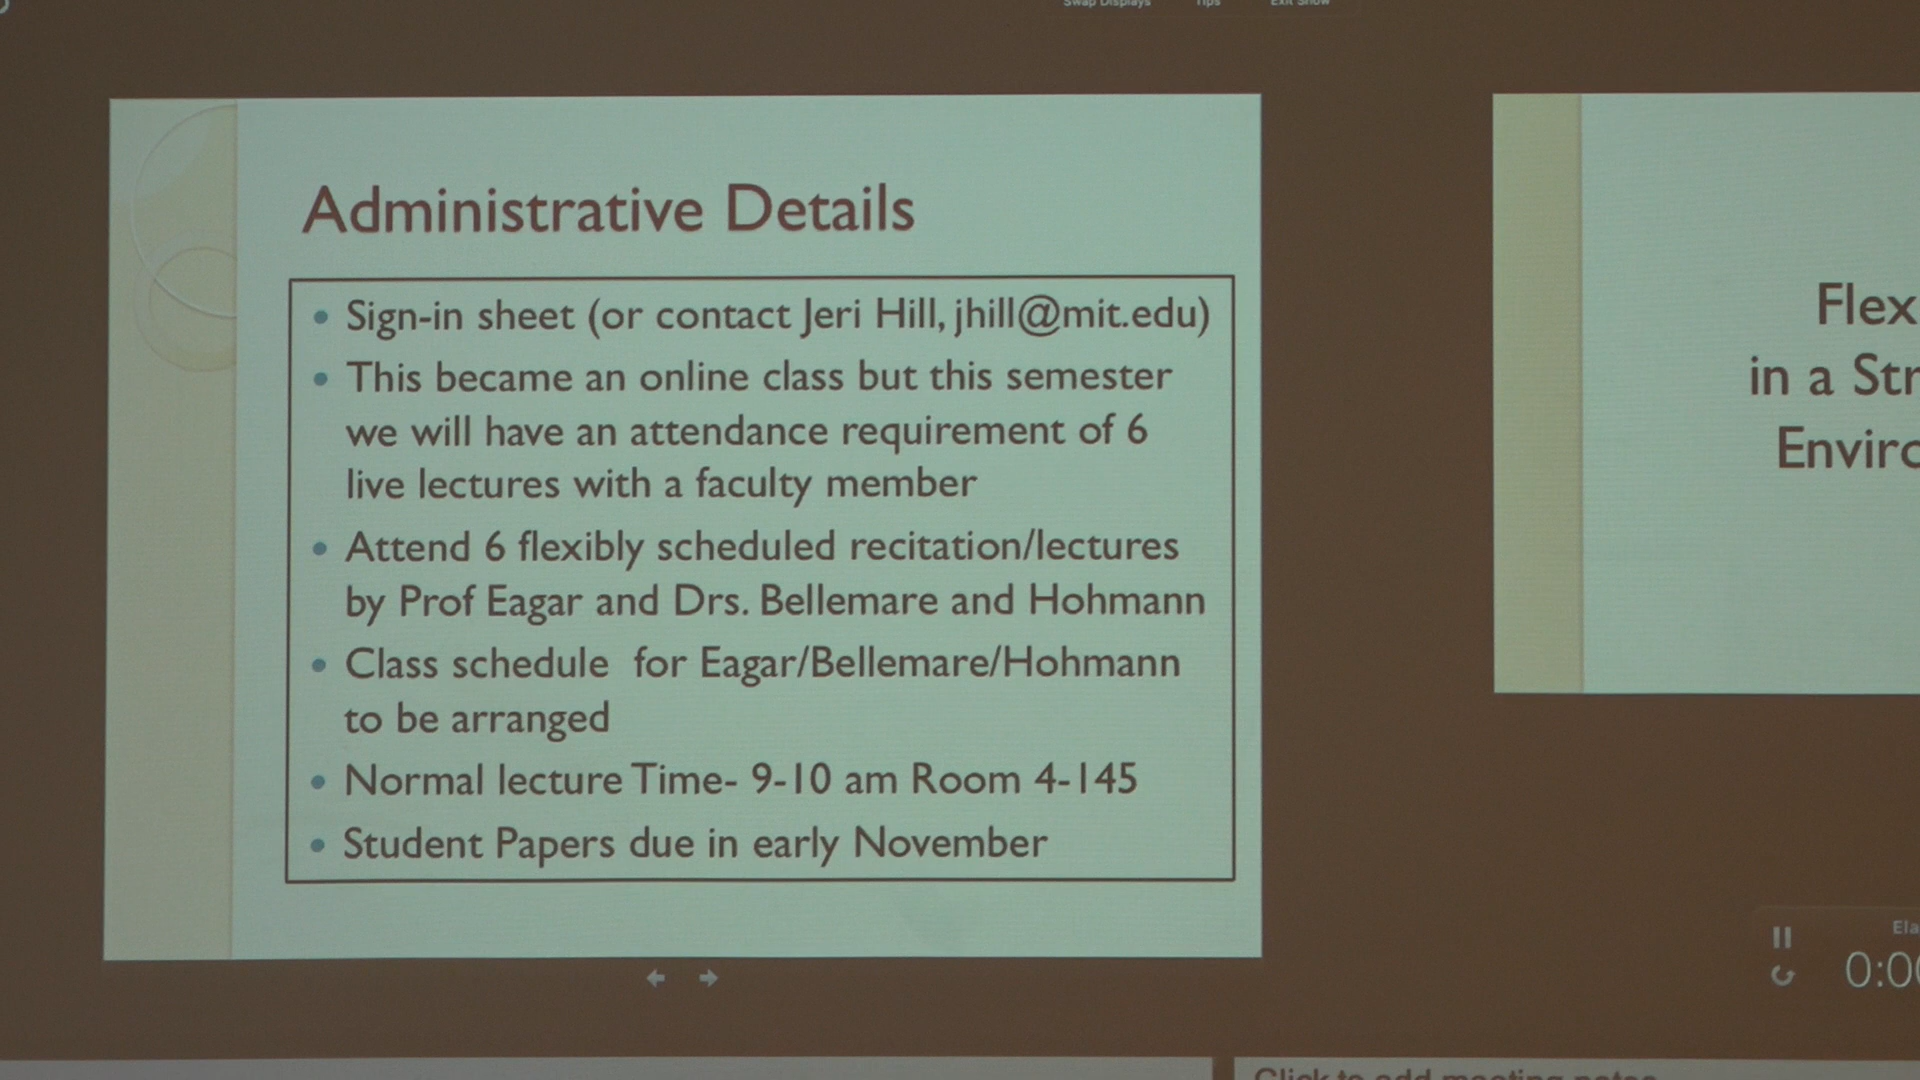 Swap Displays Tips Exit Show
Administrative Details
• Sign-in sheet (or contact Jeri Hill, jhill@mit.edu)
• This became an online class but this semester
we will have an attendance requirement of 6
live lectures with a faculty member
• Attend 6 flexibly scheduled recitation/lectures
by Prof Eagar and Drs. Bellemare and Hohmann
• Class schedule for Eagar/Bellemare/Hohmann
to be arranged
• Normal lecture Time- 9-10 am Room 4-145
• Student Papers due in early November
Flex
in a Str
Enviro
Ela
0:00
Click to add meeting notes